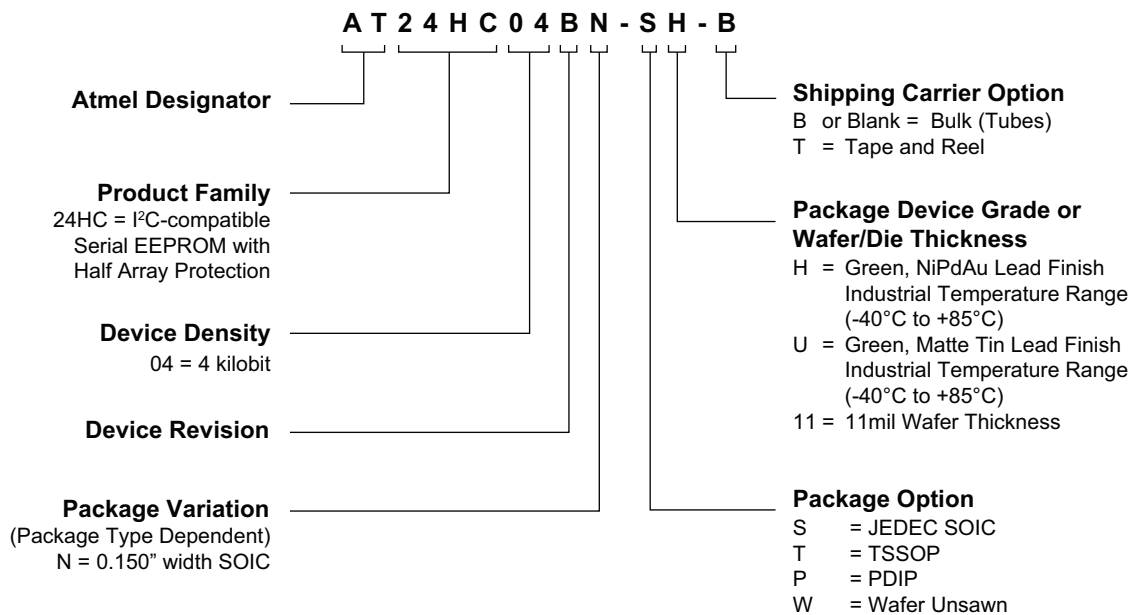 AT24HC04BN-SH-B
Atmel Designator
Product Family
24HC = I²C-compatible
Serial EEPROM with
Half Array Protection
Device Density
04 = 4 kilobit
Device Revision
Package Variation
(Package Type Dependent)
N = 0.150” width SOIC
Shipping Carrier Option
B or Blank = Bulk (Tubes)
T = Tape and Reel
Package Device Grade or
Wafer/Die Thickness
H = Green, NiPdAu Lead Finish
Industrial Temperature Range
(-40°C to +85°C)
U = Green, Matte Tin Lead Finish
Industrial Temperature Range
(-40°C to +85°C)
11 = 11mil Wafer Thickness
Package Option
S = JEDEC SOIC
T = TSSOP
P = PDIP
W = Wafer Unsawn